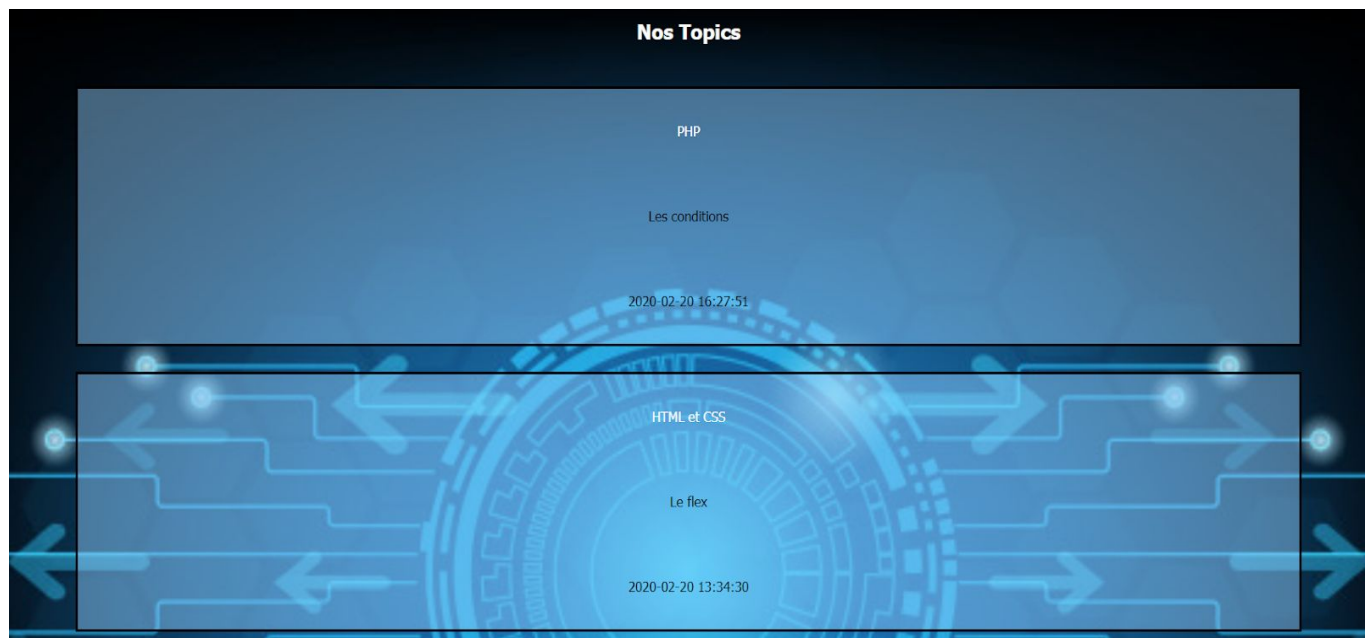 Nos Topics
PHP
Les conditions
2020-02-20 16:27:51
HTML et CSS
Le flex
2020-02-20 13:34:30